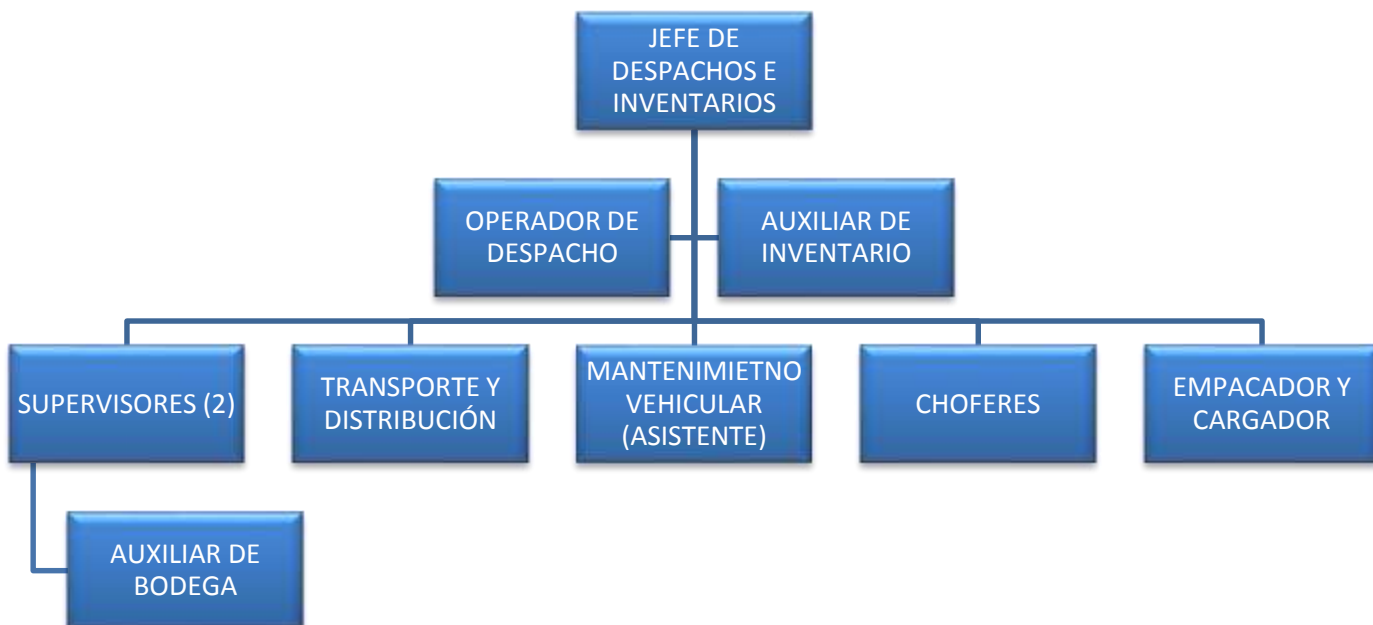 JEFE DE
DESPACHOS E
INVENTARIOS
OPERADOR DE
DESPACHO
AUXILIAR DE
INVENTARIO
SUPERVISORES (2)
TRANSPORTE Y
DISTRIBUCIÓN
MANTENIMIETNO
VEHICULAR
(ASISTENTE)
CHOFERES
EMPACADOR Y
CARGADOR
AUXILIAR DE
BODEGA